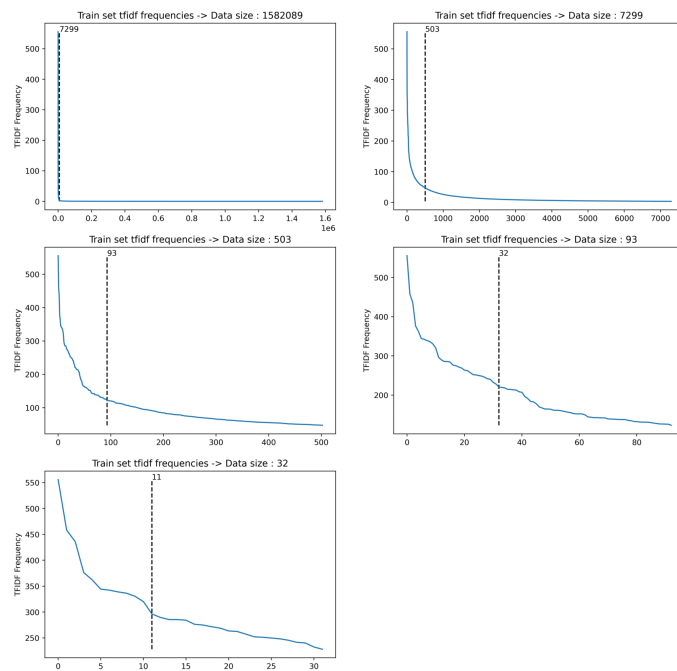 Train set tfidf frequencies -> Data size : 1582089
7299
TFIDF Frequency
500
400
300
200
100
0
0.0 0.2 0.4 0.6 0.8 1.0 1.2 1.4 1.6
1e6
Train set tfidf frequencies -> Data size : 7299
503
TFIDF Frequency
500
400
300
200
100
0
0 1000 2000 3000 4000 5000 6000 7000
Train set tfidf frequencies -> Data size : 503
93
TFIDF Frequency
500
400
300
200
100
0 100 200 300 400 500
Train set tfidf frequencies -> Data size : 93
32
TFIDF Frequency
500
400
300
200
0 20 40 60 80
Train set tfidf frequencies -> Data size : 32
11
TFIDF Frequency
550
500
450
400
350
300
250
0 5 10 15 20 25 30